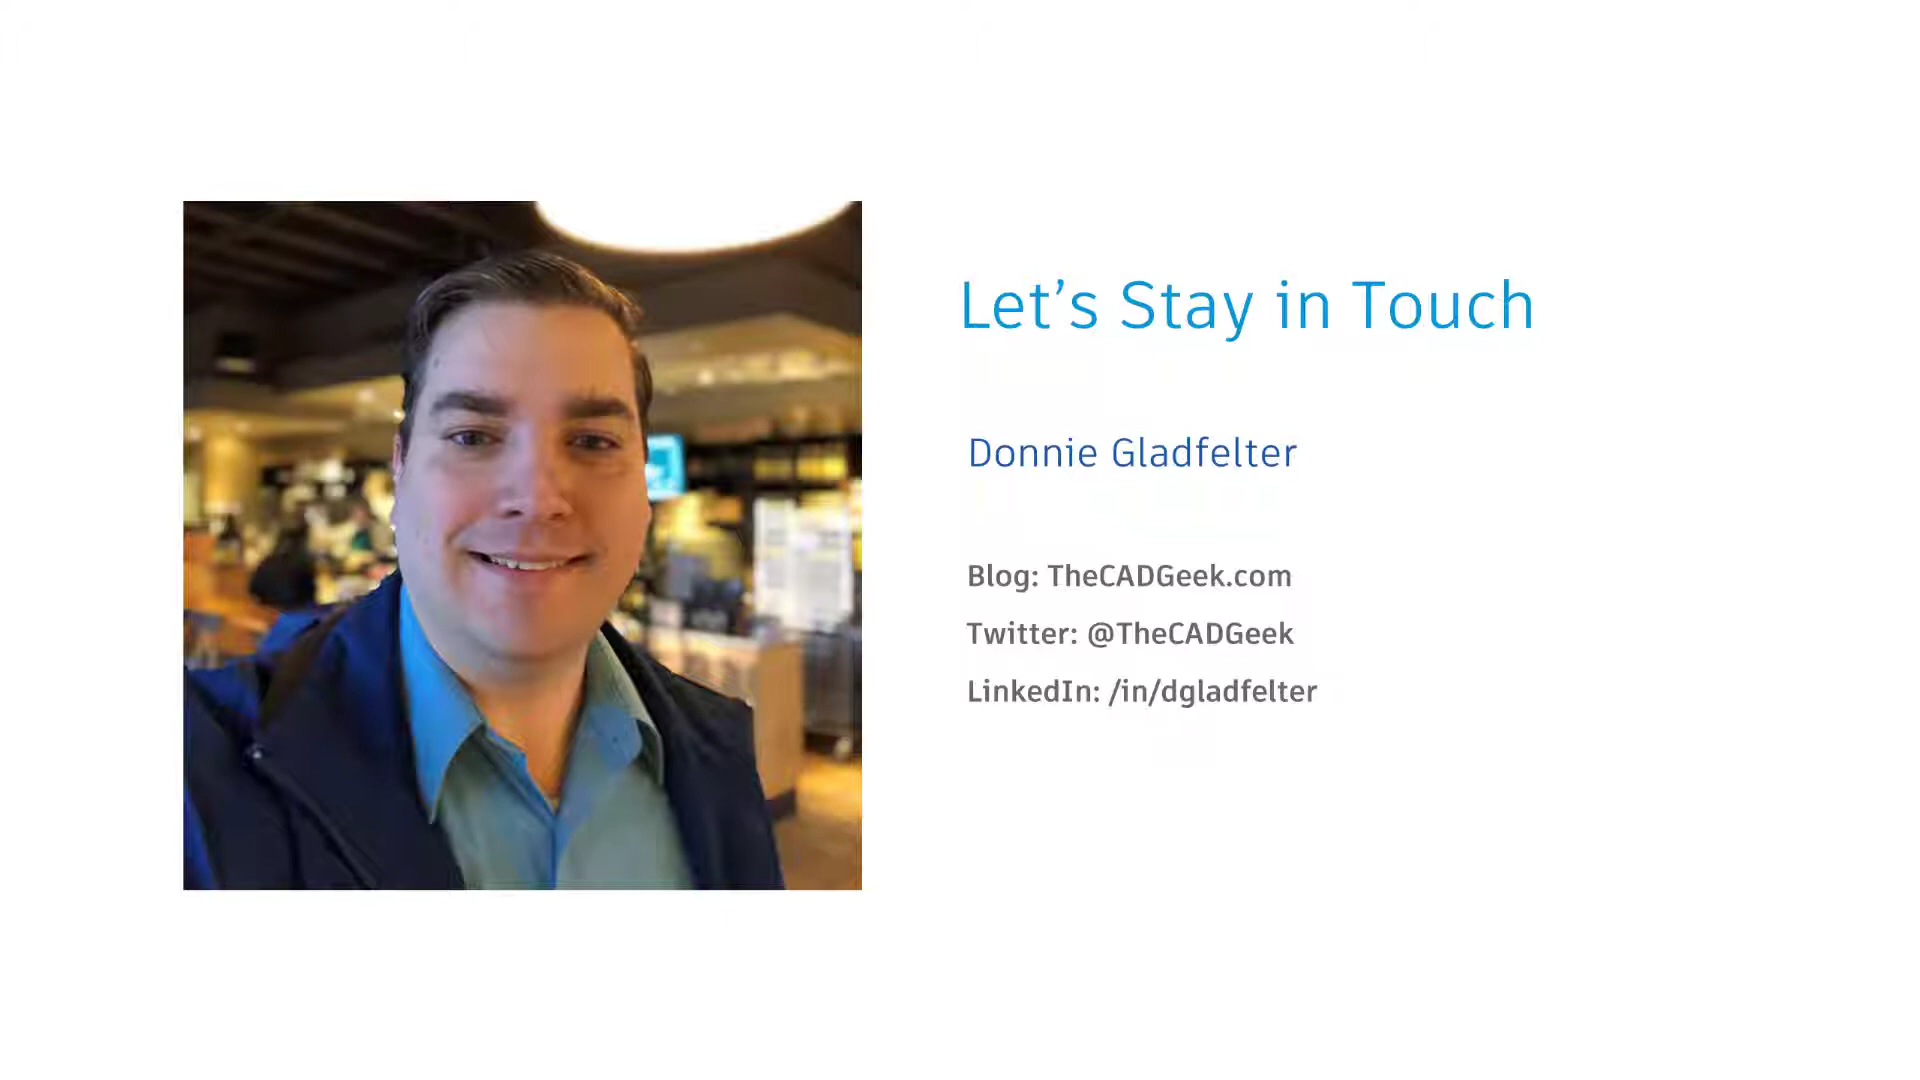 Let’s Stay in Touch
Donnie Gladfelter
Blog: TheCADGeek.com
Twitter: @TheCADGeek
LinkedIn: /in/dgladfelter